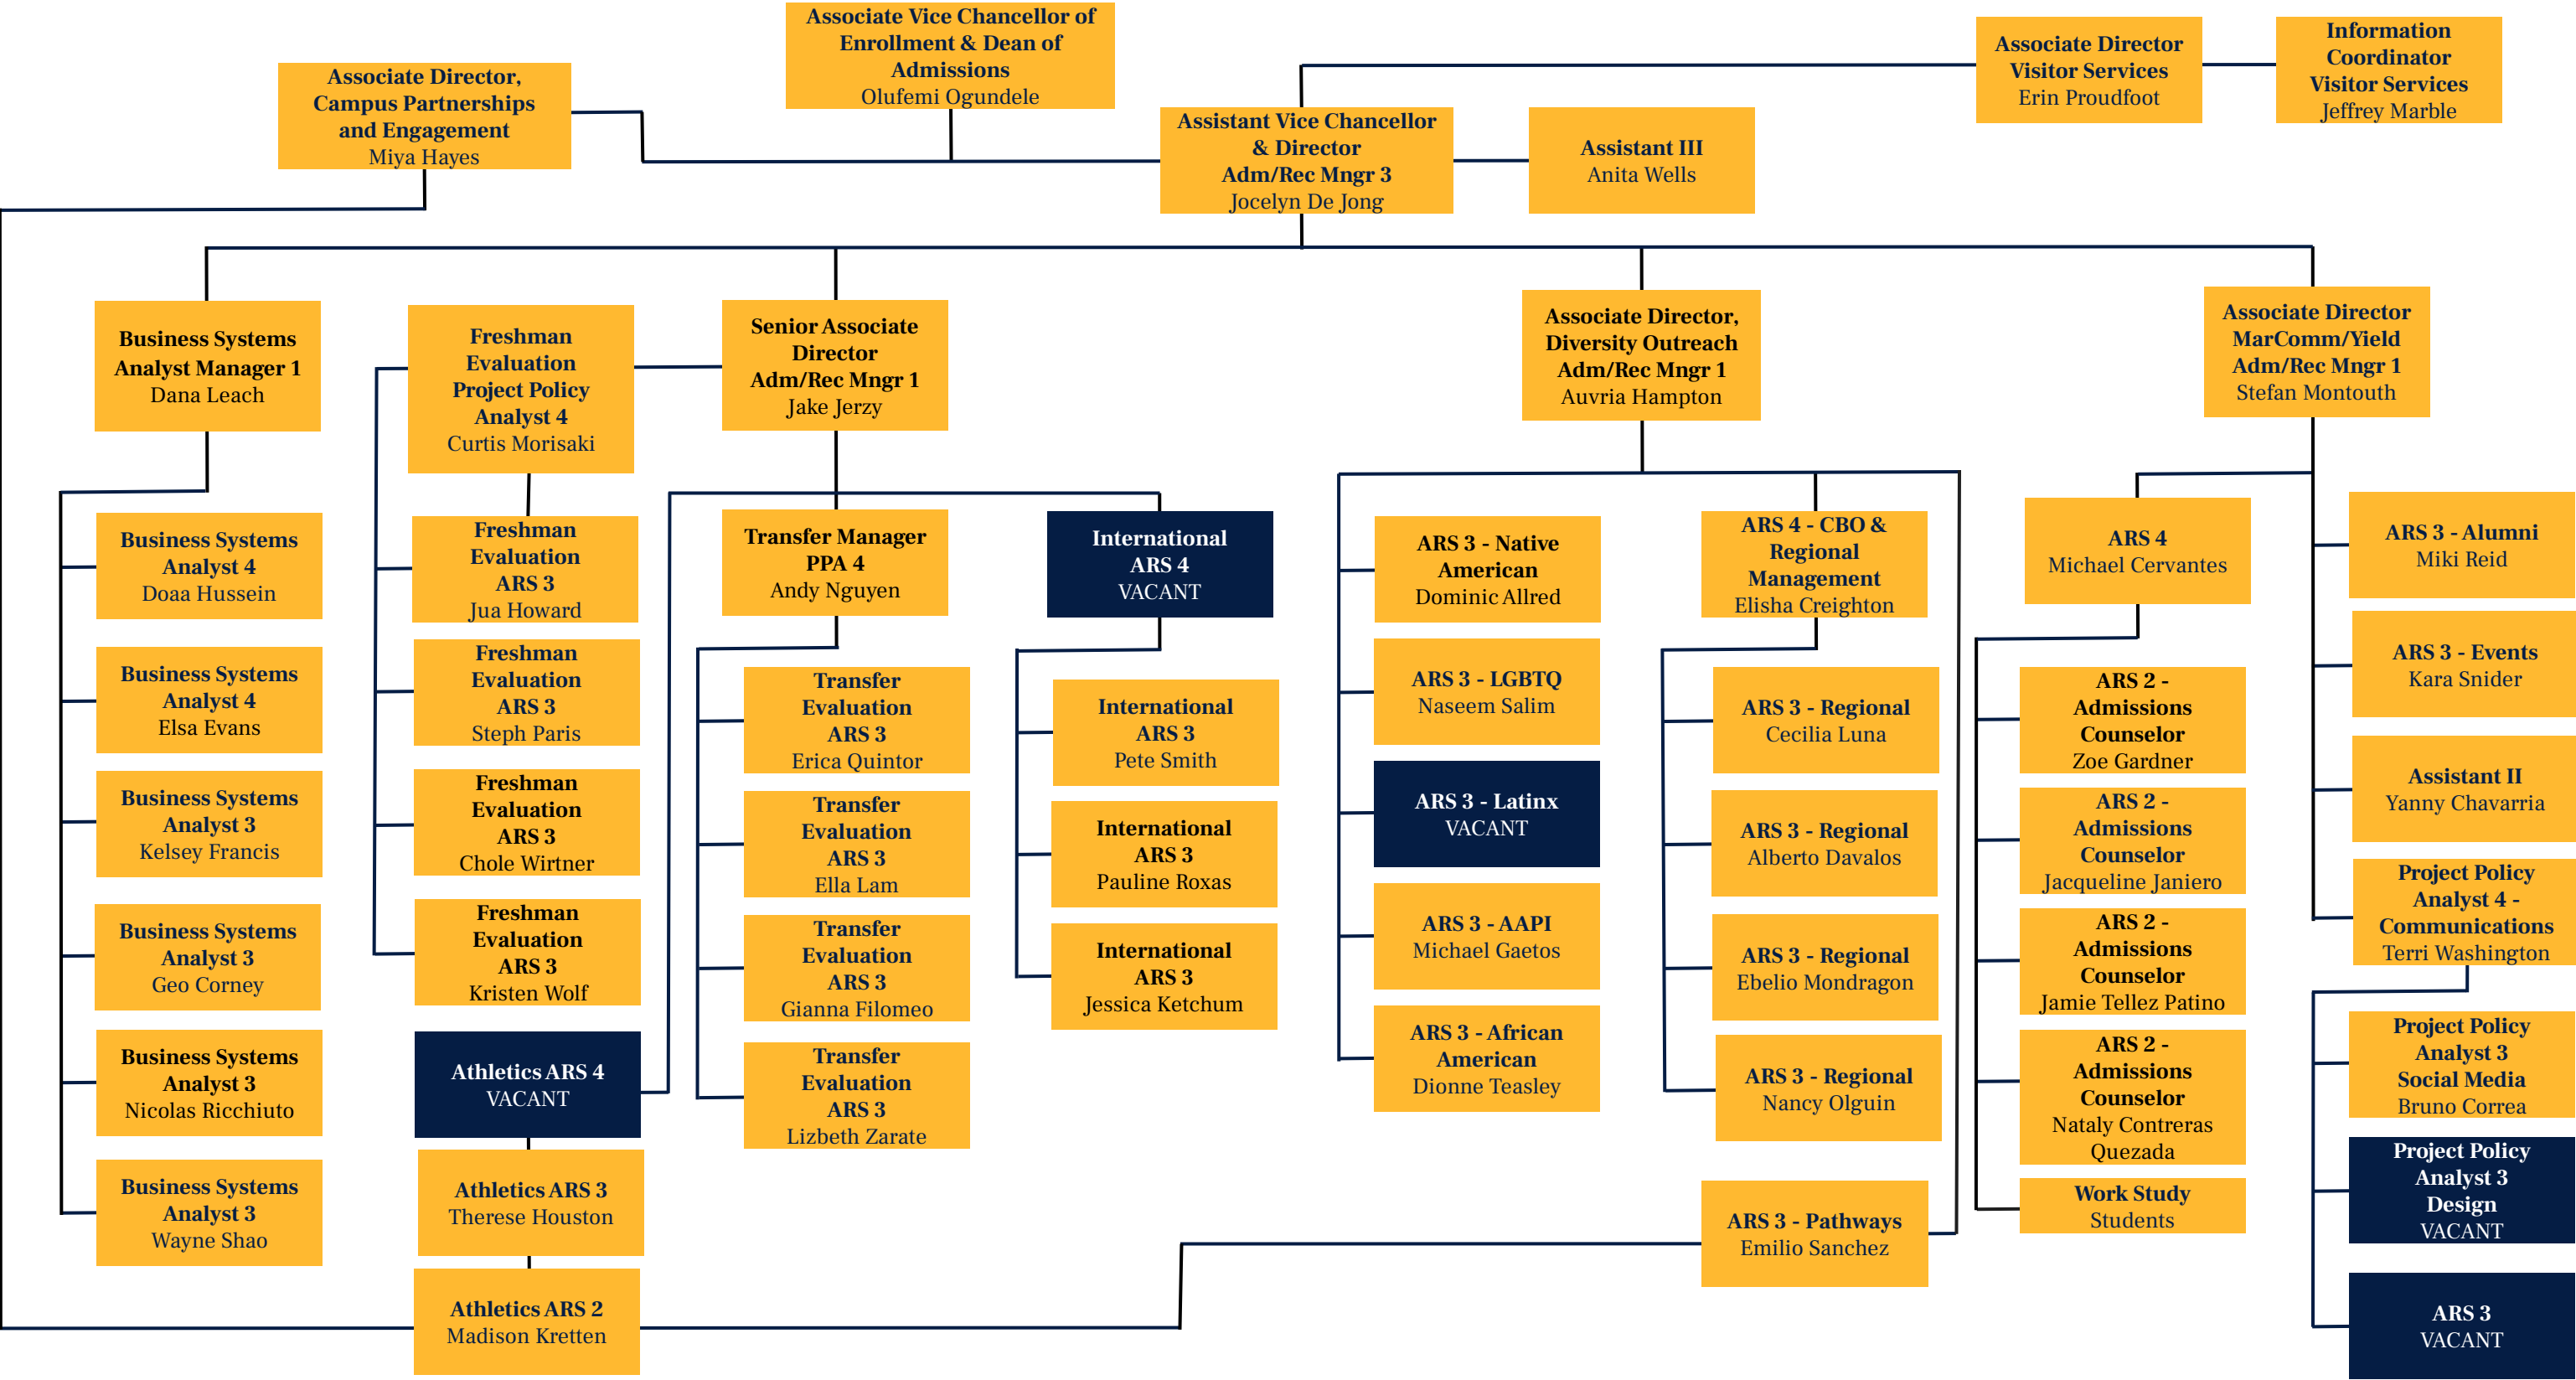 Associate Vice Chancellor of
Enrollment & Dean of
Admissions
Olufemi Ogundele
Associate Director,
Campus Partnerships
and Engagement
Miya Hayes
Assistant Vice Chancellor
& Director
Adm/Rec Mngr 3
Jocelyn De Jong
Assistant III
Anita Wells
Associate Director
Visitor Services
Erin Proudfoot
Information
Coordinator
Visitor Services
Jeffrey Marble
Business Systems
Analyst Manager 1
Dana Leach
Business Systems
Analyst 4
Doaa Hussein
Business Systems
Analyst 4
Elsa Evans
Business Systems
Analyst 3
Kelsey Francis
Business Systems
Analyst 3
Geo Corney
Business Systems
Analyst 3
Nicolas Ricchiuto
Business Systems
Analyst 3
Wayne Shao
Freshman
Evaluation
Project Policy
Analyst 4
Curtis Morisaki
Freshman
Evaluation
ARS 3
Jua Howard
Freshman
Evaluation
ARS 3
Steph Paris
Freshman
Evaluation
ARS 3
Chole Wirtner
Freshman
Evaluation
ARS 3
Kristen Wolf
Athletics ARS 4
VACANT
Athletics ARS 3
Therese Houston
Athletics ARS 2
Madison Kretten
Senior Associate
Director
Adm/Rec Mngr 1
Jake Jerzy
Transfer Manager
PPA 4
Andy Nguyen
Transfer
Evaluation
ARS 3
Erica Quintor
Transfer
Evaluation
ARS 3
Ella Lam
Transfer
Evaluation
ARS 3
Gianna Filomeo
Transfer
Evaluation
ARS 3
Lizbeth Zarate
International
ARS 4
VACANT
International
ARS 3
Pete Smith
International
ARS 3
Pauline Roxas
International
ARS 3
Jessica Ketchum
Associate Director,
Diversity Outreach
Adm/Rec Mngr 1
Auvria Hampton
ARS 3 - Native
American
Dominic Allred
ARS 3 - LGBTQ
Naseem Salim
ARS 3 - Latinx
VACANT
ARS 3 - AAPI
Michael Gaetos
ARS 3 - African
American
Dionne Teasley
ARS 4 - CBO &
Regional
Management
Elisha Creighton
ARS 3 - Regional
Cecilia Luna
ARS 3 - Regional
Alberto Davalos
ARS 3 - Regional
Ebelio Mondragon
ARS 3 - Regional
Nancy Olguin
ARS 3 - Pathways
Emilio Sanchez
Associate Director
MarComm/Yield
Adm/Rec Mngr 1
Stefan Montouth
ARS 4
Michael Cervantes
ARS 2 -
Admissions
Counselor
Zoe Gardner
ARS 2 -
Admissions
Counselor
Jacqueline Janiero
ARS 2 -
Admissions
Counselor
Jamie Tellez Patino
ARS 2 -
Admissions
Counselor
Nataly Contreras
Quezada
Work Study
Students
ARS 3 - Alumni
Miki Reid
ARS 3 - Events
Kara Snider
Assistant II
Yanny Chavarria
Project Policy
Analyst 4 -
Communications
Terri Washington
Project Policy
Analyst 3
Social Media
Bruno Correa
Project Policy
Analyst 3
Design
VACANT
ARS 3
VACANT